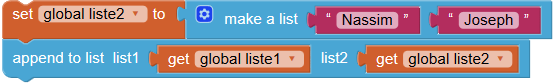 set global liste2 to make a list “ Nassim ” “ Joseph ”
append to list list1 get global liste1 list2 get global liste2